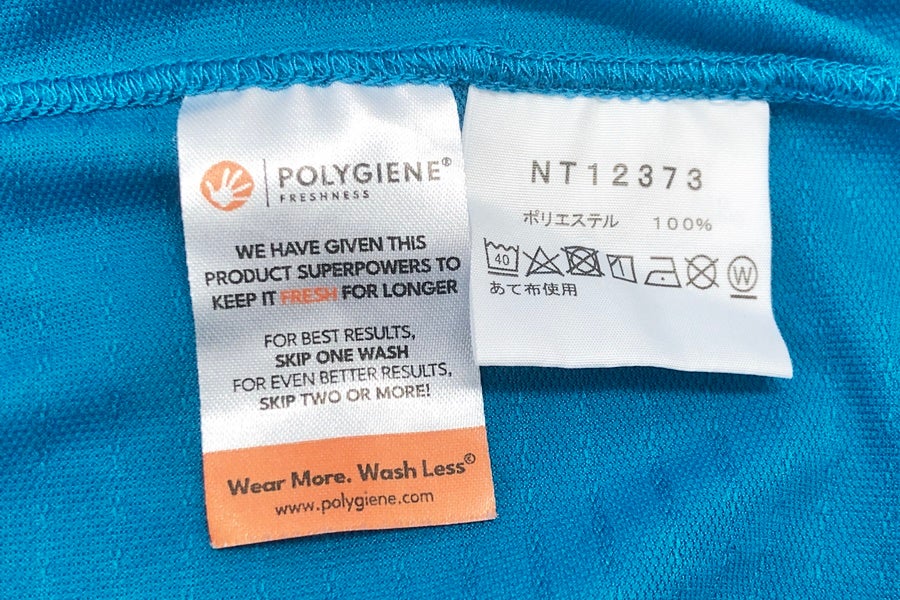 POLYGIENE®
FRESHNESS
WE HAVE GIVEN THIS
PRODUCT SUPERPOWERS TO
KEEP IT FRESH FOR LONGER
FOR BEST RESULTS,
SKIP ONE WASH
FOR EVEN BETTER RESULTS,
SKIP TWO OR MORE!
Wear More. Wash Less®
www.polygiene.com
NT12373
ポリエステル 100%
40 W
あて布使用